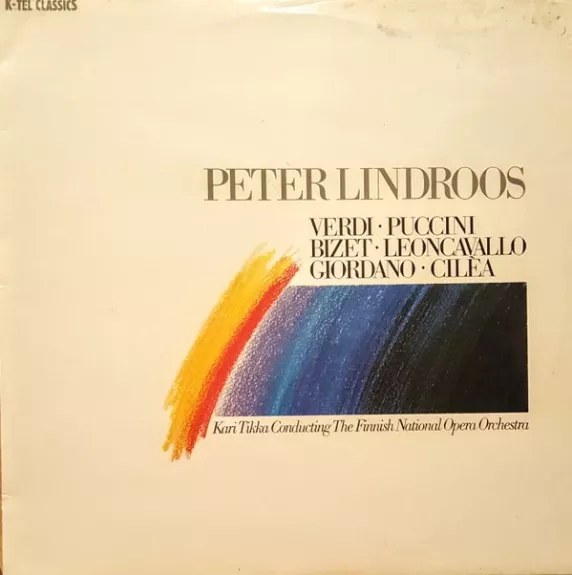 K-TEL CLASSICS
PETER LINDROOS
VERDI · PUCCINI
BIZET · LEONCAVALLO
GIORDANO · CILÈA
Kari Tikka Conducting The Finnish National Opera Orchestra